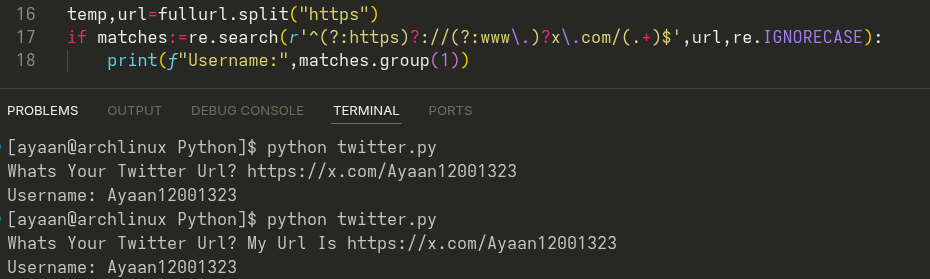 16 temp,url=fullurl.split("https")
17 if matches:=re.search(r'^(?:https)?://(?:www\.)?x\.com/(.+)$',url,re.IGNORECASE):
18 print(f"Username:",matches.group(1))
PROBLEMS OUTPUT DEBUG CONSOLE TERMINAL PORTS
[ayaan@archlinux Python]$ python twitter.py
Whats Your Twitter Url? https://x.com/Ayaan12001323
Username: Ayaan12001323
[ayaan@archlinux Python]$ python twitter.py
Whats Your Twitter Url? My Url Is https://x.com/Ayaan12001323
Username: Ayaan12001323